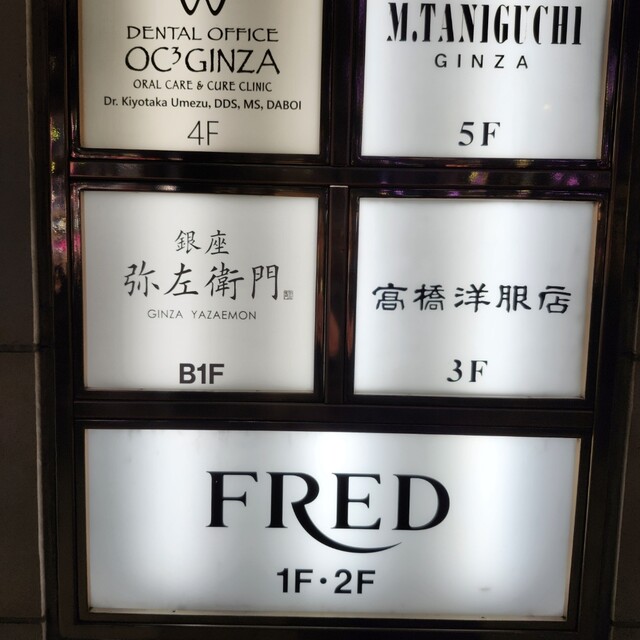 DENTAL OFFICE
OC³GINZA
ORAL CARE & CURE CLINIC
Dr. Kiyotaka Umezu, DDS, MS, DABOI
4F
M.TANIGUCHI
GINZA
5F
銀座
弥左衛門
GINZA YAZAEMON
B1F
髙橋洋服店
3F
FRED
1F・2F